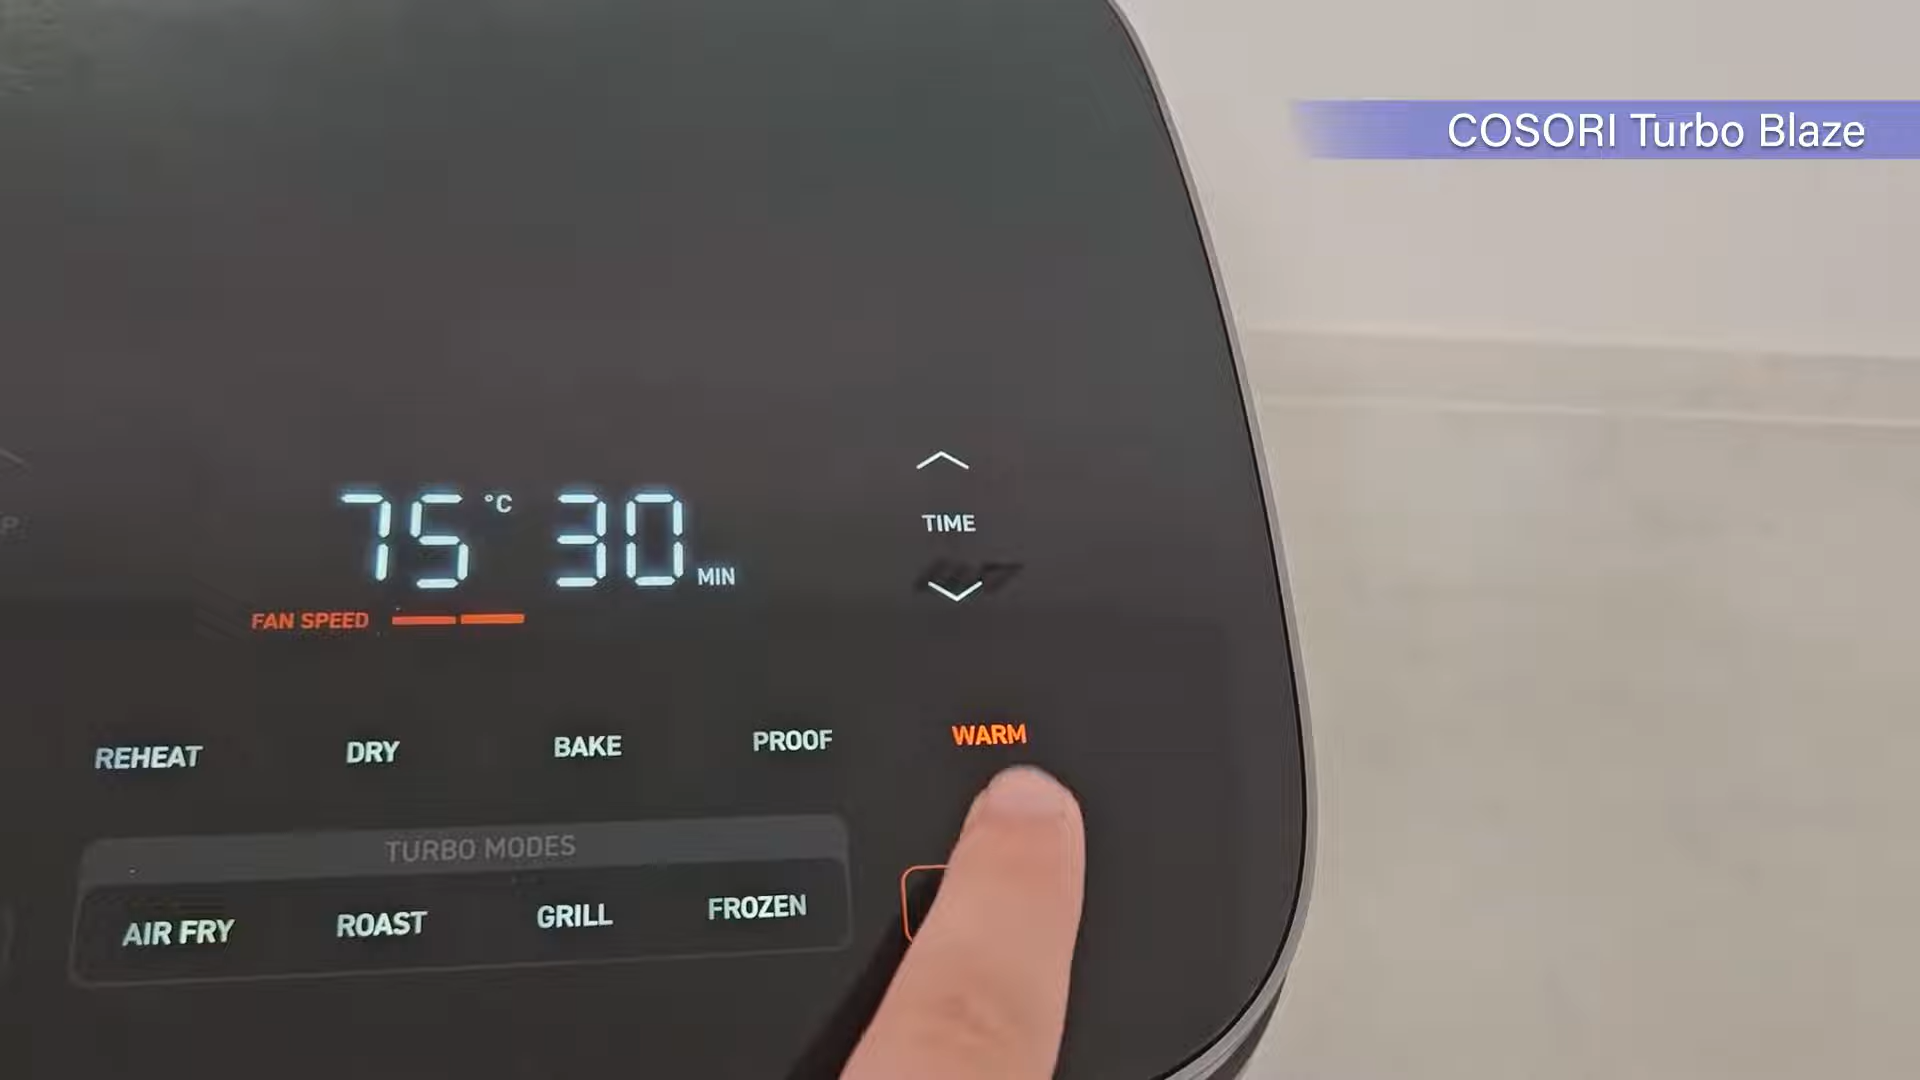 COSORI Turbo Blaze
75 °C 30 MIN
TIME
FAN SPEED
REHEAT DRY BAKE PROOF WARM
TURBO MODES
AIR FRY ROAST GRILL FROZEN